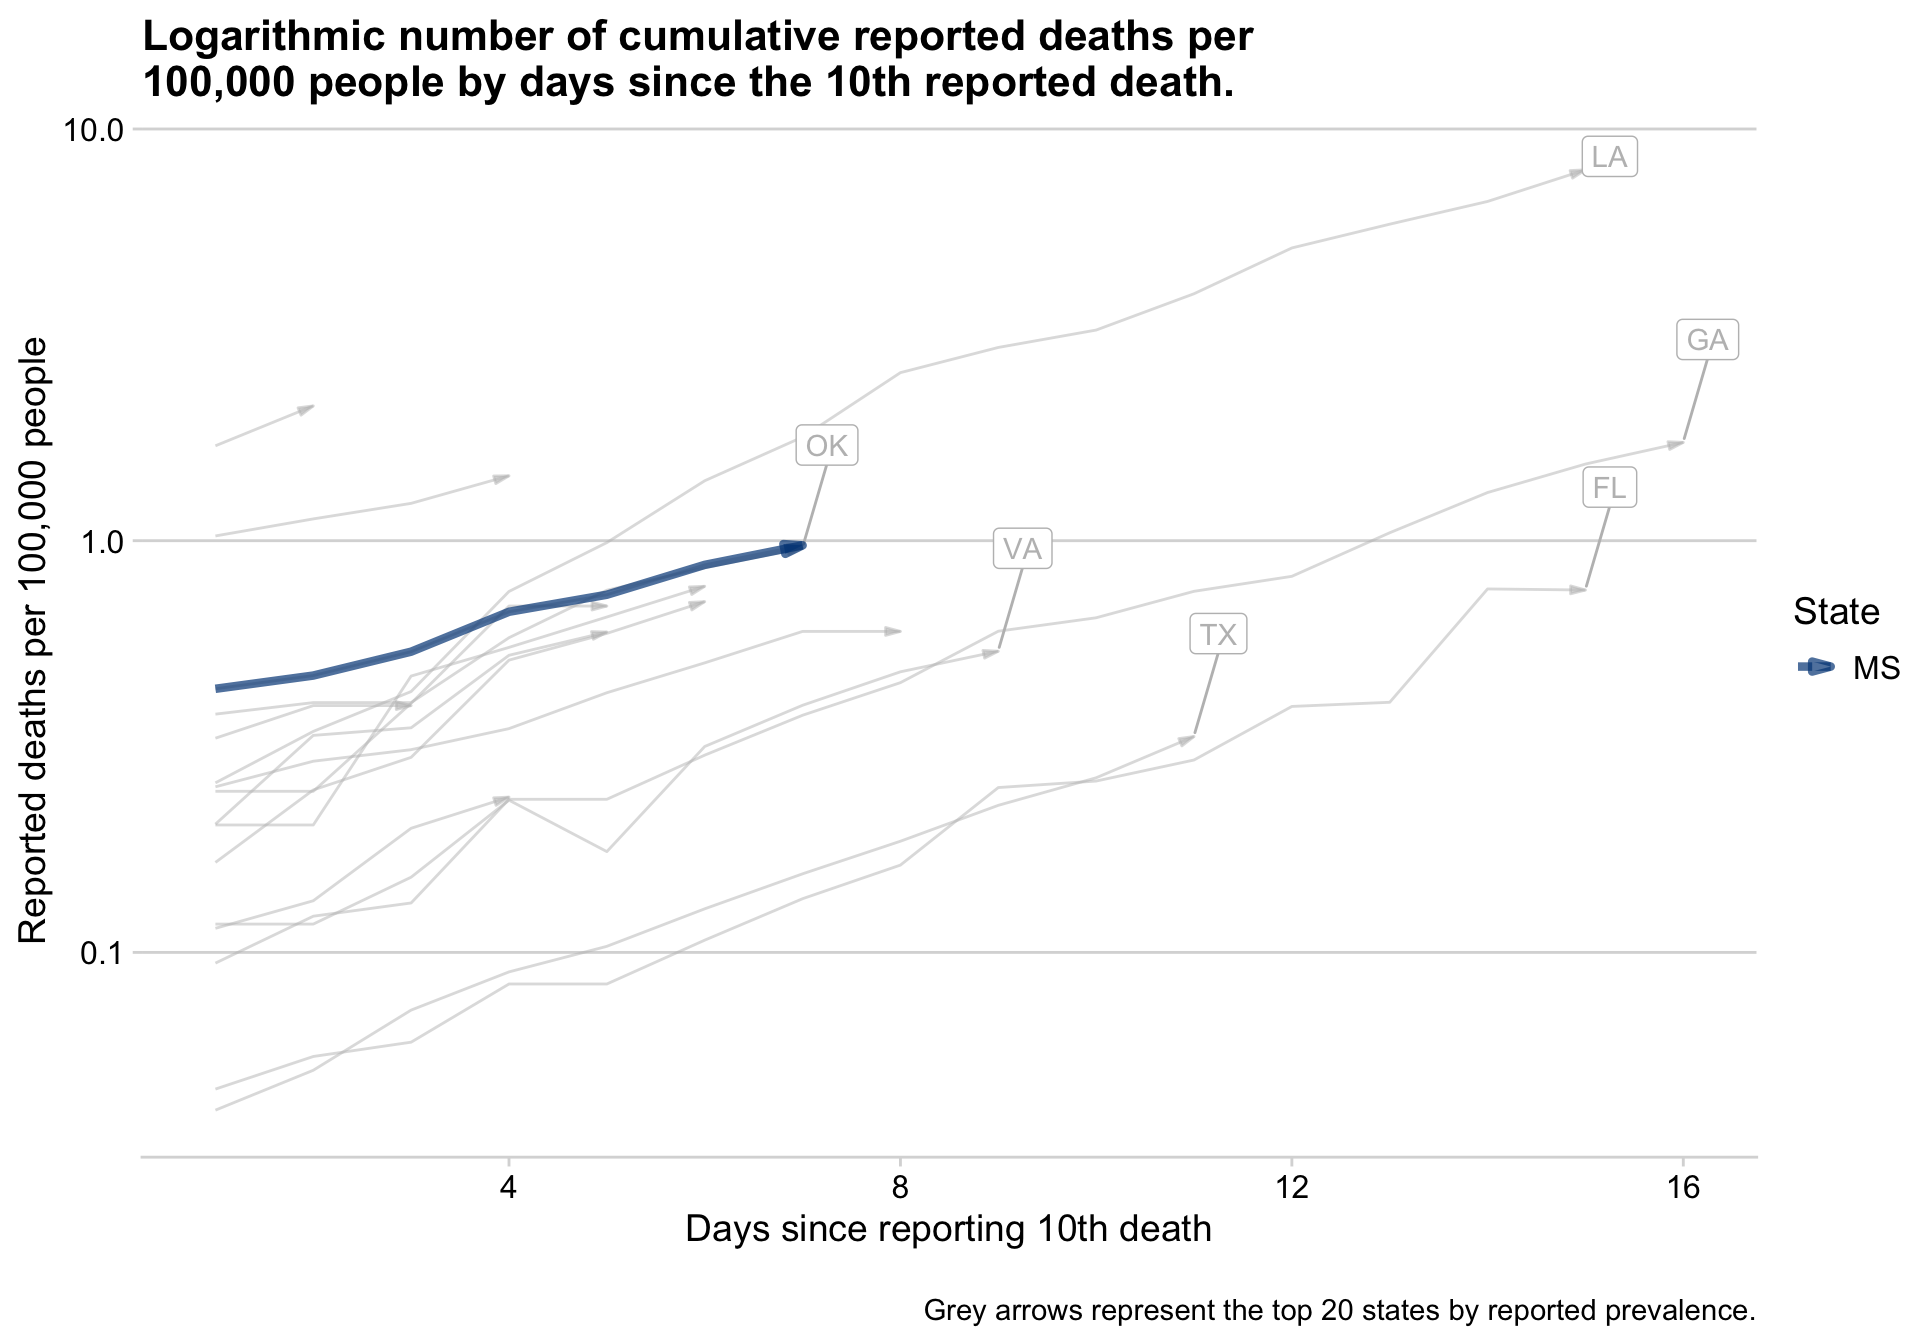 Logarithmic number of cumulative reported deaths per
100,000 people by days since the 10th reported death.
10.0
1.0
0.1
Reported deaths per 100,000 people
LA
GA
OK
FL
VA
TX
State
MS
4
8
12
16
Days since reporting 10th death
Grey arrows represent the top 20 states by reported prevalence.